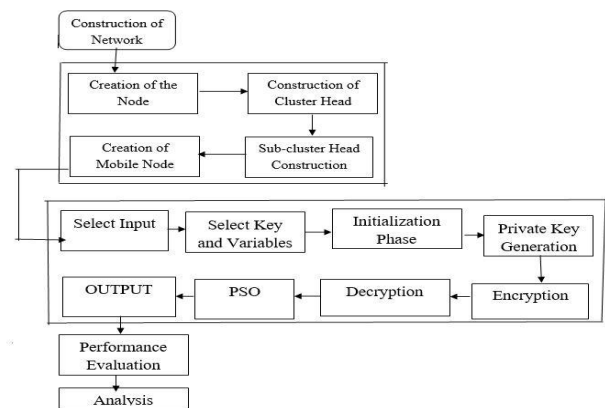 Construction of
Network
Creation of the
Node
Construction of
Cluster Head
Creation of
Mobile Node
Sub-cluster Head
Construction
Select Input
Select Key
and Variables
Initialization
Phase
Private Key
Generation
OUTPUT
PSO
Decryption
Encryption
Performance
Evaluation
Analysis